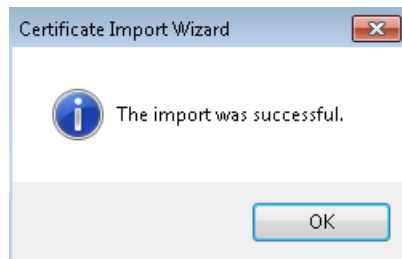 Certificate Import Wizard
The import was successful.
OK